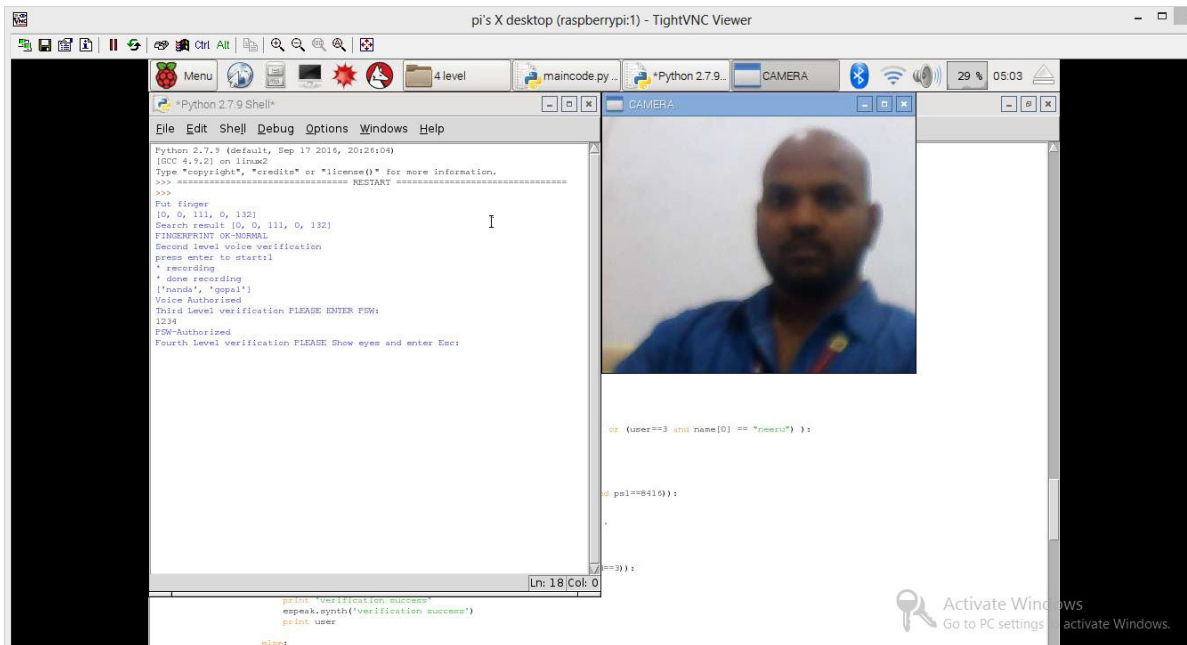 pi's X desktop (raspberrypi:1) - TightVNC Viewer
Ctrl Alt
Menu 4 level maincode.py ... *Python 2.7.9... CAMERA 29 % 05:03
*Python 2.7.9 Shell*
CAMERA
File Edit Shell Debug Options Windows Help
Python 2.7.9 (default, Sep 17 2016, 20:26:04)
[GCC 4.9.2] on linux2
Type "copyright", "credits" or "license()" for more information.
>>> ================================ RESTART ================================
>>>
Put finger
[0, 0, 111, 0, 132]
Search result [0, 0, 111, 0, 132]
FINGERPRINT OK-NORMAL
Second level voice verification
press enter to start:1
* recording
* done recording
['nanda', 'gopal']
Voice Authorised
Third Level verification PLEASE ENTER PSW:
1234
PSW-Authorized
Fourth Level verification PLEASE Show eyes and enter Esc:
or (user==3 and name[0] == "neeru") ):
ps1==8416)):
==3)):
Ln: 18 Col: 0
print 'verification success'
espeak.synth('verification success')
print user
else:
Activate Windows
Go to PC settings activate Windows.